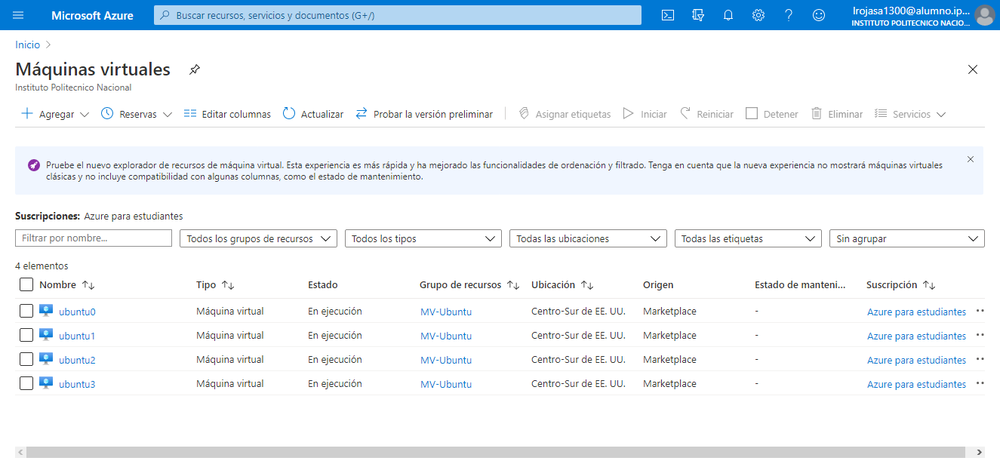 Microsoft Azure
Buscar recursos, servicios y documentos (G+/)
lrojasa1300@alumno.ip...
INSTITUTO POLITECNICO NACIO...
Inicio
Máquinas virtuales
Instituto Politecnico Nacional
Agregar Reservas Editar columnas Actualizar Probar la versión preliminar Asignar etiquetas Iniciar Reiniciar Detener Eliminar Servicios
Pruebe el nuevo explorador de recursos de máquina virtual. Esta experiencia es más rápida y ha mejorado las funcionalidades de ordenación y filtrado. Tenga en cuenta que la nueva experiencia no mostrará máquinas virtuales
clásicas y no incluye compatibilidad con algunas columnas, como el estado de mantenimiento.
Suscripciones: Azure para estudiantes
Filtrar por nombre... Todos los grupos de recursos Todos los tipos Todas las ubicaciones Todas las etiquetas Sin agrupar
4 elementos
Nombre Tipo Estado Grupo de recursos Ubicación Origen Estado de manteni... Suscripción
ubuntu0 Máquina virtual En ejecución MV-Ubuntu Centro-Sur de EE. UU. Marketplace - Azure para estudiantes
ubuntu1 Máquina virtual En ejecución MV-Ubuntu Centro-Sur de EE. UU. Marketplace - Azure para estudiantes
ubuntu2 Máquina virtual En ejecución MV-Ubuntu Centro-Sur de EE. UU. Marketplace - Azure para estudiantes
ubuntu3 Máquina virtual En ejecución MV-Ubuntu Centro-Sur de EE. UU. Marketplace - Azure para estudiantes